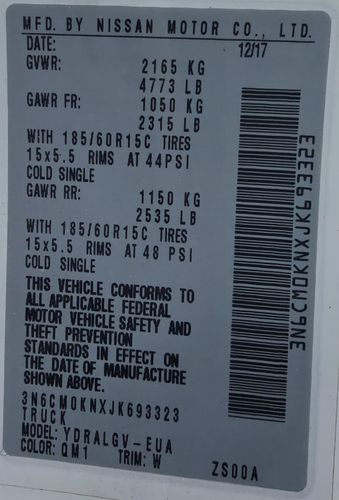 MFD. BY NISSAN MOTOR CO., LTD.
DATE: 12/17
GVWR: 2165 KG
4773 LB
GAWR FR: 1050 KG
2315 LB
WITH 185/60R15C TIRES
15x5.5 RIMS AT 44PSI
COLD SINGLE
GAWR RR: 1150 KG
2535 LB
WITH 185/60R15C TIRES
15x5.5 RIMS AT 48 PSI
COLD SINGLE
THIS VEHICLE CONFORMS TO
ALL APPLICABLE FEDERAL
MOTOR VEHICLE SAFETY AND
THEFT PREVENTION
STANDARDS IN EFFECT ON
THE DATE OF MANUFACTURE
SHOWN ABOVE.
3N6CM0KNXJK693323
TRUCK
MODEL: YDRALGV-EUA
COLOR: QM1 TRIM: W ZS00A
3N6CM0KNXJK693323